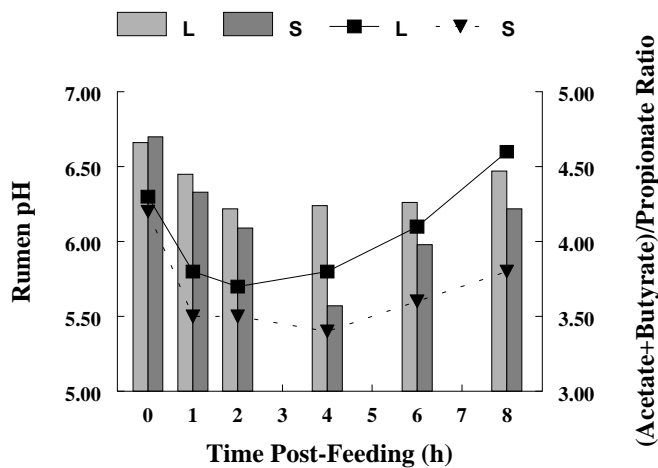 L S L S
7.00
6.50
6.00
5.50
5.00
Rumen pH
5.00
4.50
4.00
3.50
3.00
(Acetate+Butyrate)/Propionate Ratio
0 1 2 3 4 5 6 7 8
Time Post-Feeding (h)